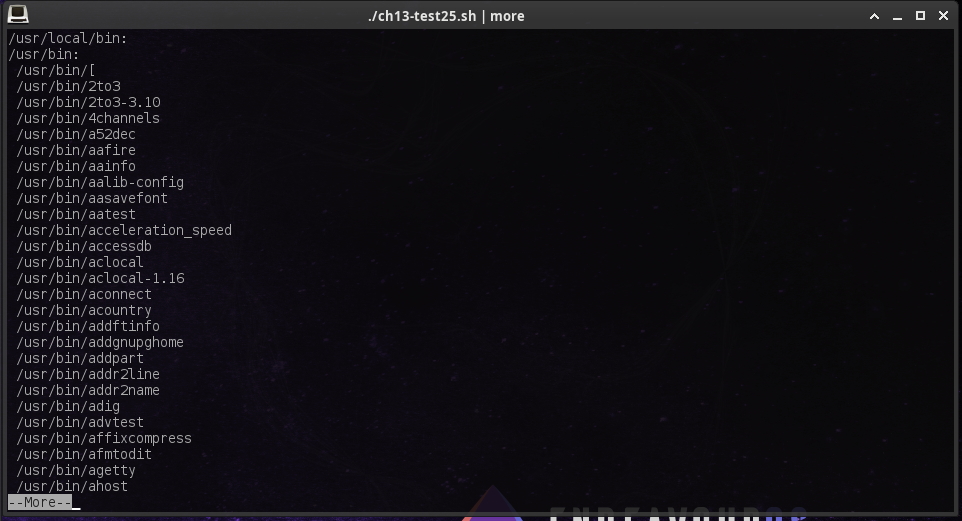 ./ch13-test25.sh | more
/usr/local/bin:
/usr/bin:
/usr/bin/[
/usr/bin/2to3
/usr/bin/2to3-3.10
/usr/bin/4channels
/usr/bin/a52dec
/usr/bin/aafire
/usr/bin/aainfo
/usr/bin/aalib-config
/usr/bin/aasavefont
/usr/bin/aatest
/usr/bin/acceleration_speed
/usr/bin/accessdb
/usr/bin/aclocal
/usr/bin/aclocal-1.16
/usr/bin/aconnect
/usr/bin/acountry
/usr/bin/addftinfo
/usr/bin/addgnupghome
/usr/bin/addpart
/usr/bin/addr2line
/usr/bin/addr2name
/usr/bin/adig
/usr/bin/advtest
/usr/bin/affixcompress
/usr/bin/afmtodit
/usr/bin/agetty
/usr/bin/ahost
--More--